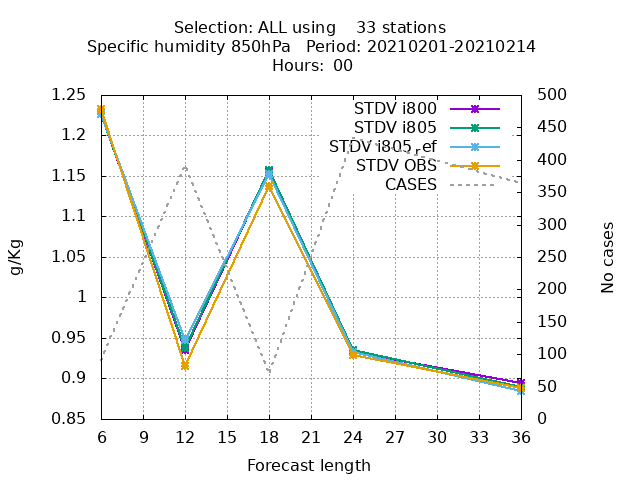 Selection: ALL using    33 stations
Specific humidity 850hPa   Period: 20210201-20210214
Hours:  00
1.25
1.2
1.15
1.1
1.05
1
0.95
0.9
0.85
g/Kg
STDV i800
STDV i805
STDV i805_ref
STDV OBS
CASES
500
450
400
350
300
250
200
150
100
50
0
No cases
6 9 12 15 18 21 24 27 30 33 36
Forecast length